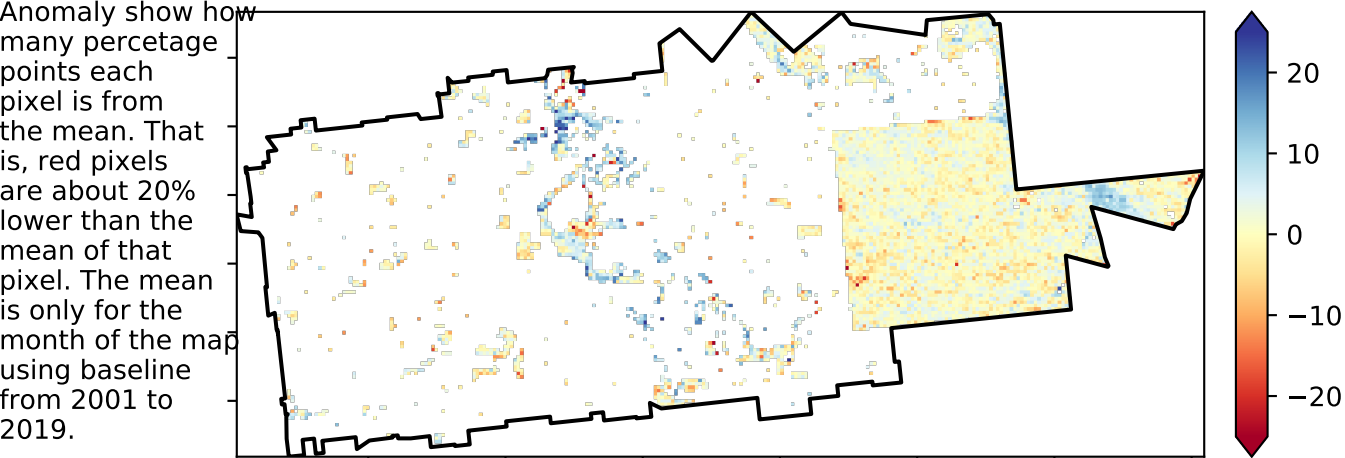 Anomaly show how
many percetage
points each
pixel is from
the mean. That
is, red pixels
are about 20%
lower than the
mean of that
pixel. The mean
is only for the
month of the map
using baseline
from 2001 to
2019.
20
10
0
−10
−20